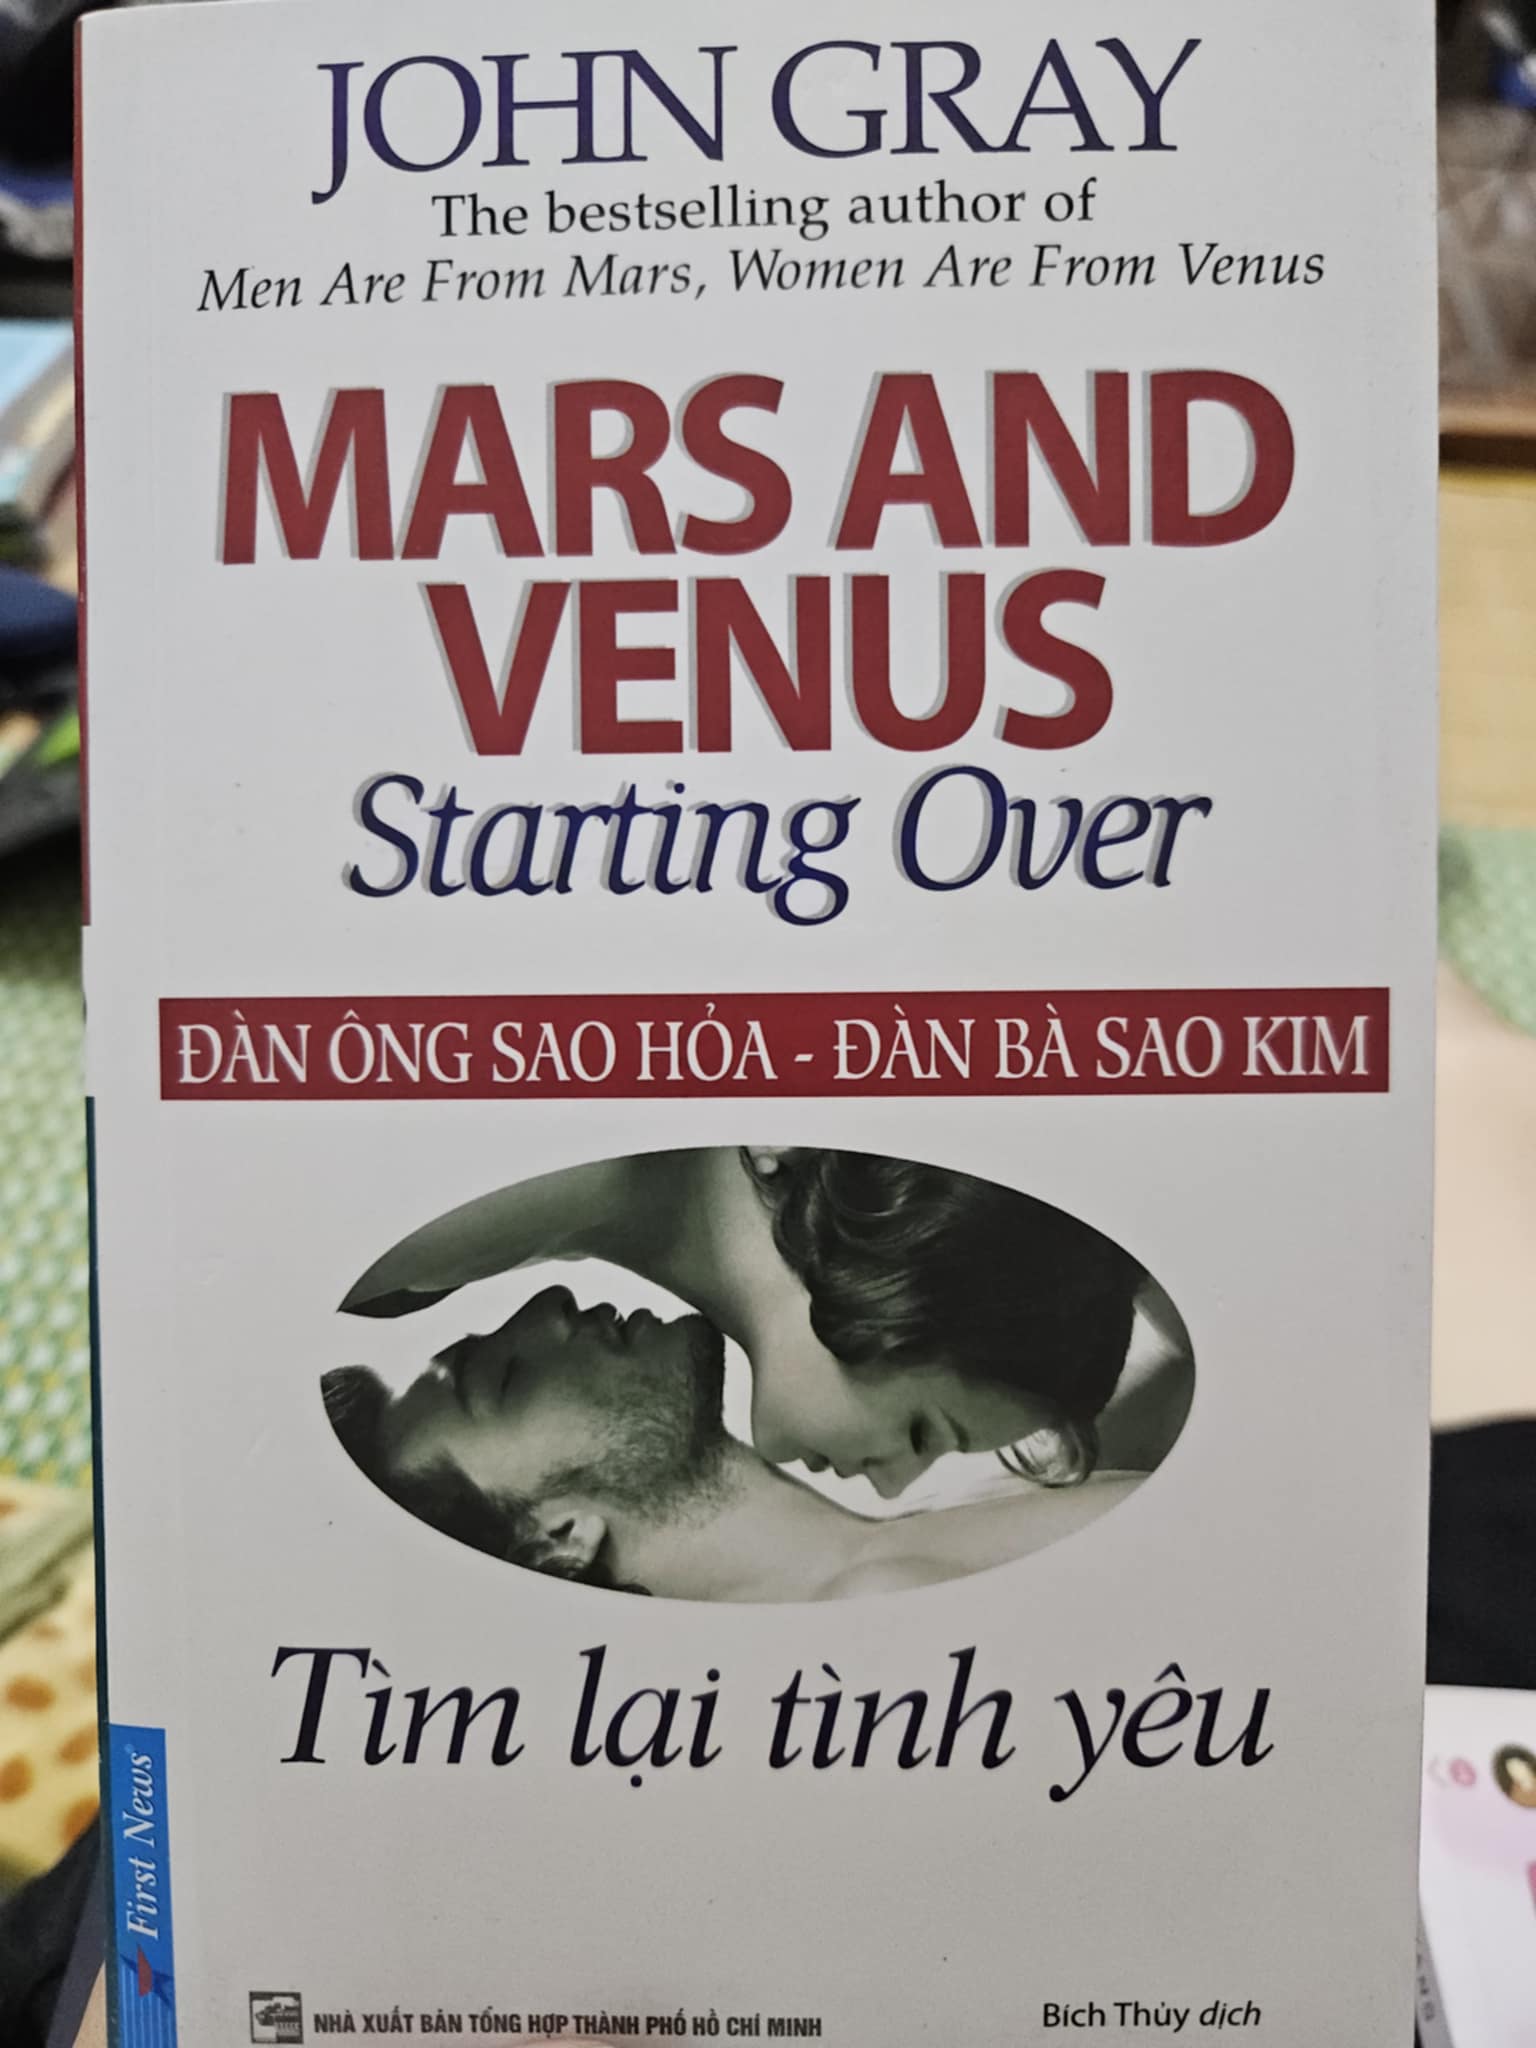 JOHN GRAY
The bestselling author of
Men Are From Mars, Women Are From Venus
MARS AND
VENUS
Starting Over
ĐÀN ÔNG SAO HỎA - ĐÀN BÀ SAO KIM
Tìm lại tình yêu
First News
NHÀ XUẤT BẢN TỔNG HỢP THÀNH PHỐ HỒ CHÍ MINH
Bích Thủy dịch